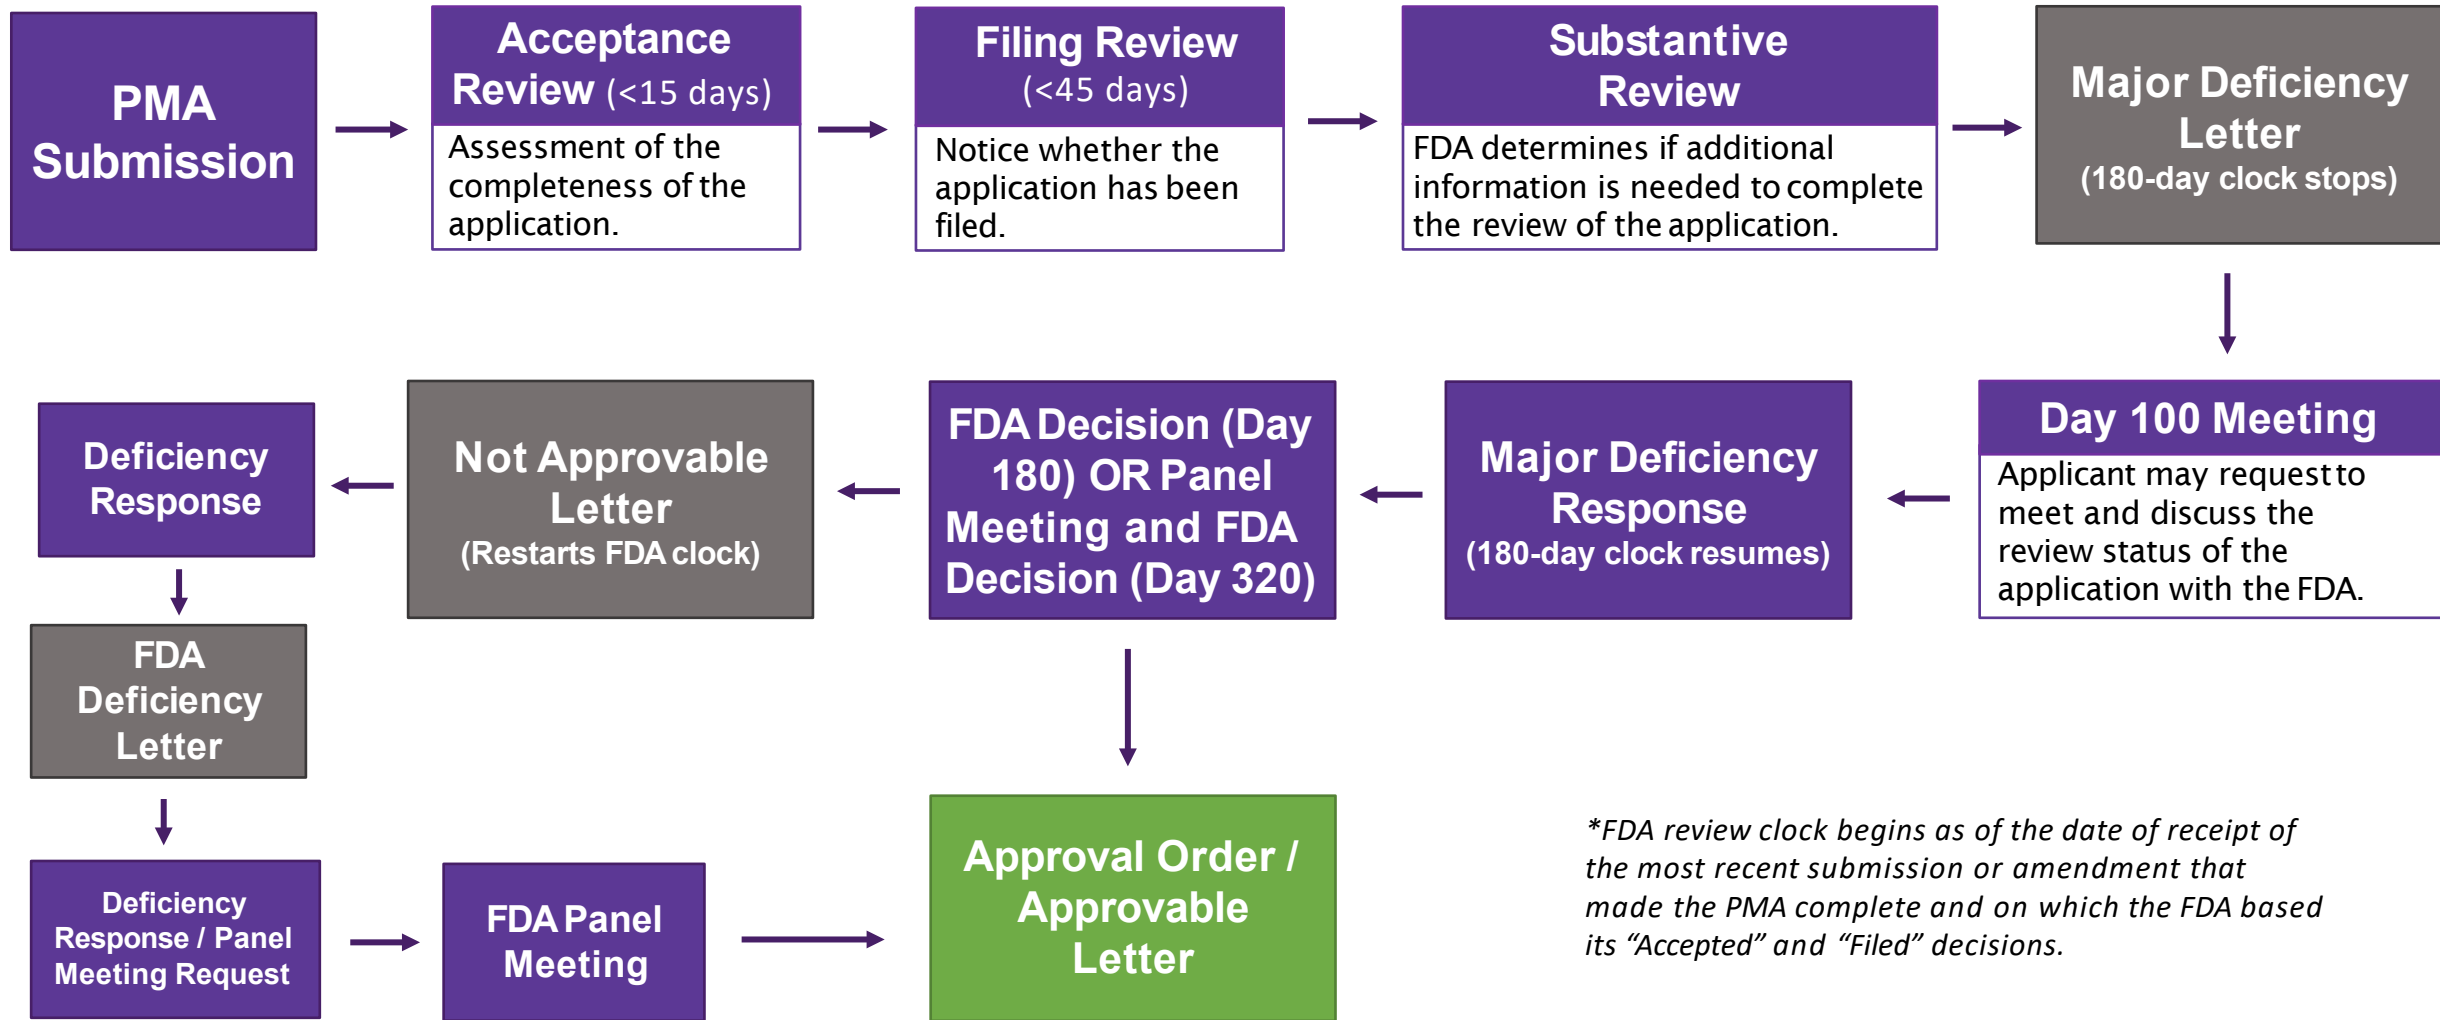 PMA
Submission
Acceptance
Review (<15 days)
Assessment of the
completeness of the
application.
Filing Review
(<45 days)
Notice whether the
application has been
filed.
Substantive
Review
FDA determines if additional
information is needed to complete
the review of the application.
Major Deficiency
Letter
(180-day clock stops)
Day 100 Meeting
Applicant may request to
meet and discuss the
review status of the
application with the FDA.
Major Deficiency
Response
(180-day clock resumes)
FDA Decision (Day
180) OR Panel
Meeting and FDA
Decision (Day 320)
Not Approvable
Letter
(Restarts FDA clock)
Deficiency
Response
FDA
Deficiency
Letter
Deficiency
Response / Panel
Meeting Request
FDA Panel
Meeting
Approval Order /
Approvable
Letter
*FDA review clock begins as of the date of receipt of
the most recent submission or amendment that
made the PMA complete and on which the FDA based
its “Accepted” and “Filed” decisions.